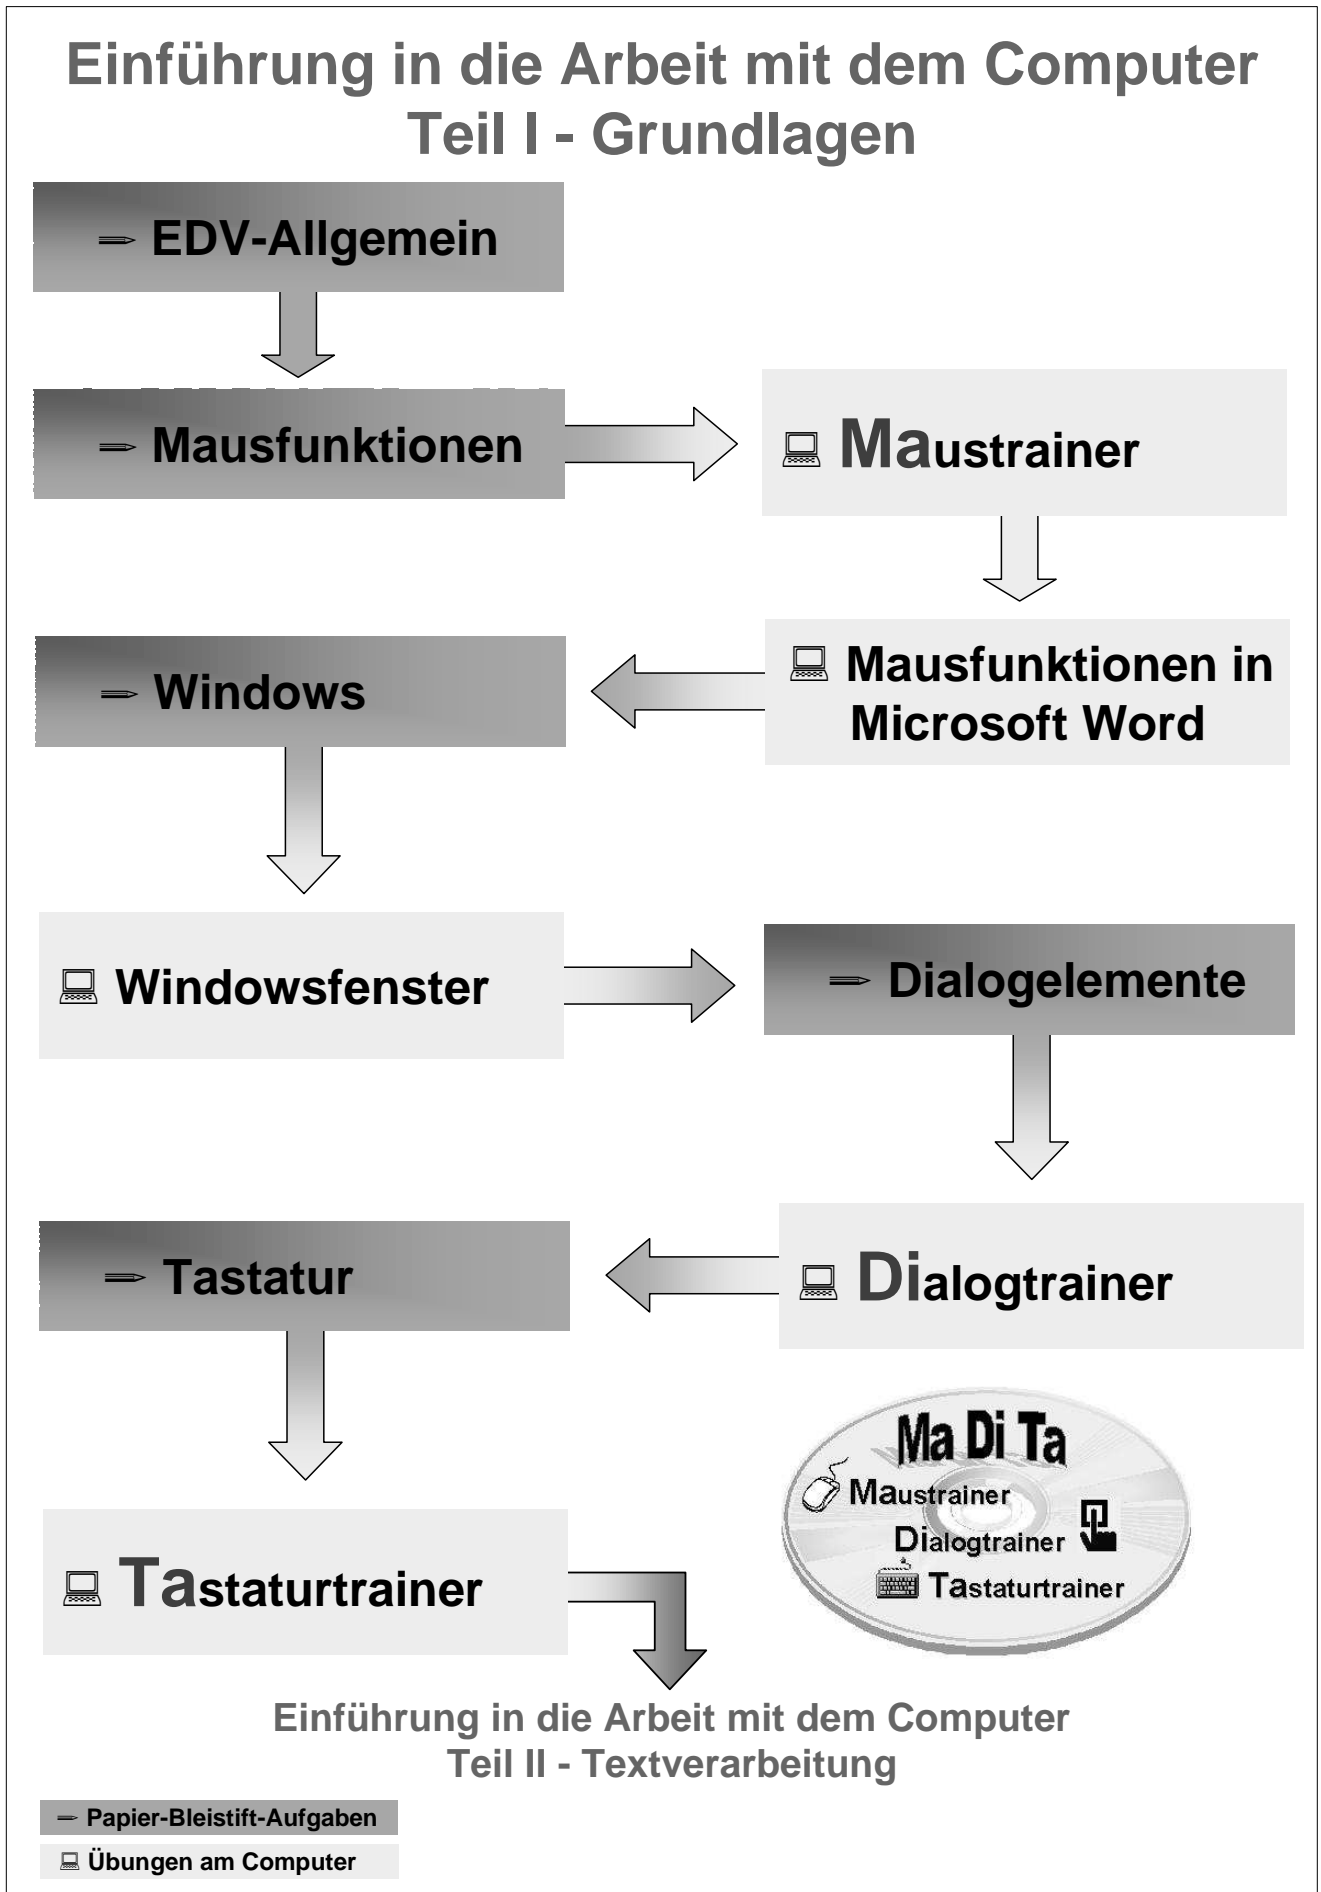 Einführung in die Arbeit mit dem Computer
Teil I - Grundlagen
EDV-Allgemein
Mausfunktionen
Maustrainer
Mausfunktionen in
Microsoft Word
Windows
Windowsfenster
Dialogelemente
Dialogtrainer
Tastatur
Tastaturtrainer
Ma Di Ta
Maustrainer
Dialogtrainer
Tastaturtrainer
Einführung in die Arbeit mit dem Computer
Teil II - Textverarbeitung
Papier-Bleistift-Aufgaben
Übungen am Computer